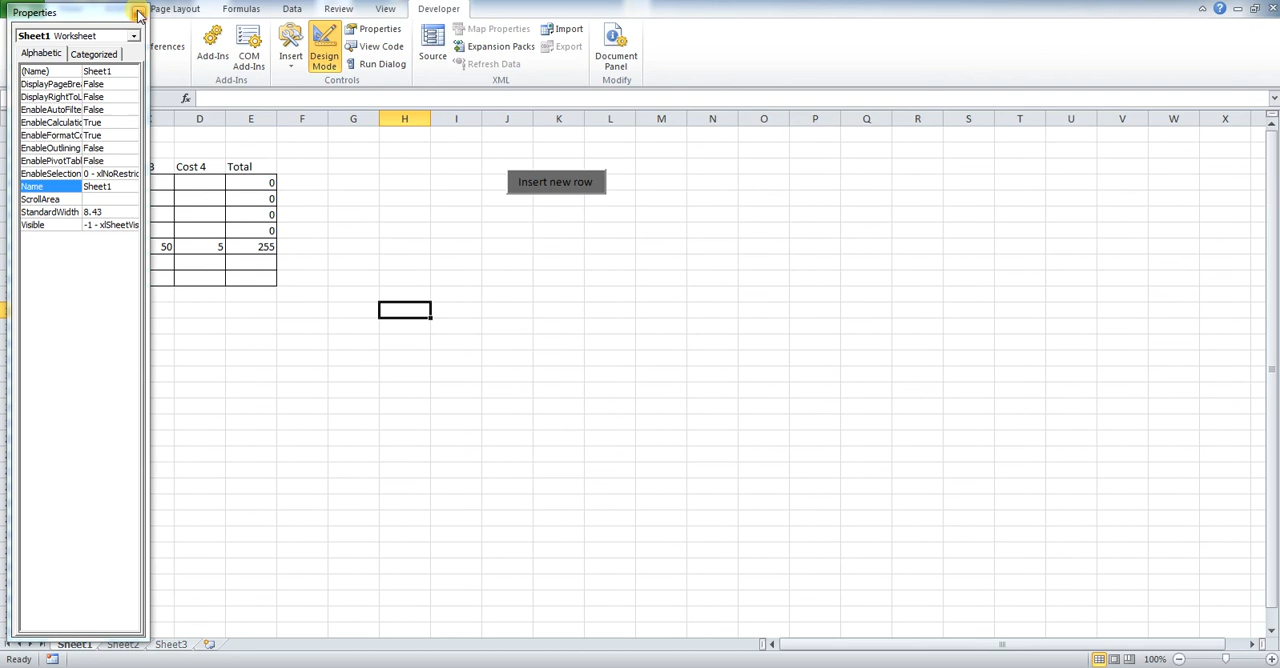 Properties
Page Layout Formulas Data Review View Developer
Sheet1 Worksheet
Alphabetic Categorized
(Name) Sheet1
DisplayPageBrea False
DisplayRightToL False
EnableAutoFilte False
EnableCalculatio True
EnableFormatCo True
EnableOutlining False
EnablePivotTabl False
EnableSelection 0 - xlNoRestric
Name Sheet1
ScrollArea
StandardWidth 8.43
Visible -1 - xlSheetVis
Add-Ins
COM Add-Ins
Add-Ins
Insert
Design Mode
Properties
View Code
Run Dialog
Controls
Source
Map Properties
Expansion Packs
Refresh Data
Import
Export
XML
Document Panel
Modify
fx
D E F G H I J K L M N O P Q R S T U V W X
3 Cost 4 Total
0
0
0
0
50 5 255
Insert new row
Sheet1 Sheet2 Sheet3
Ready 100%